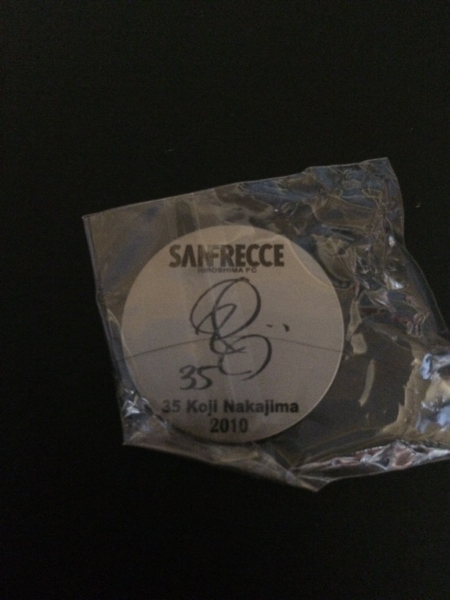 SANFRECCE
HIROSHIMA FC
35
35 Koji Nakajima
2010